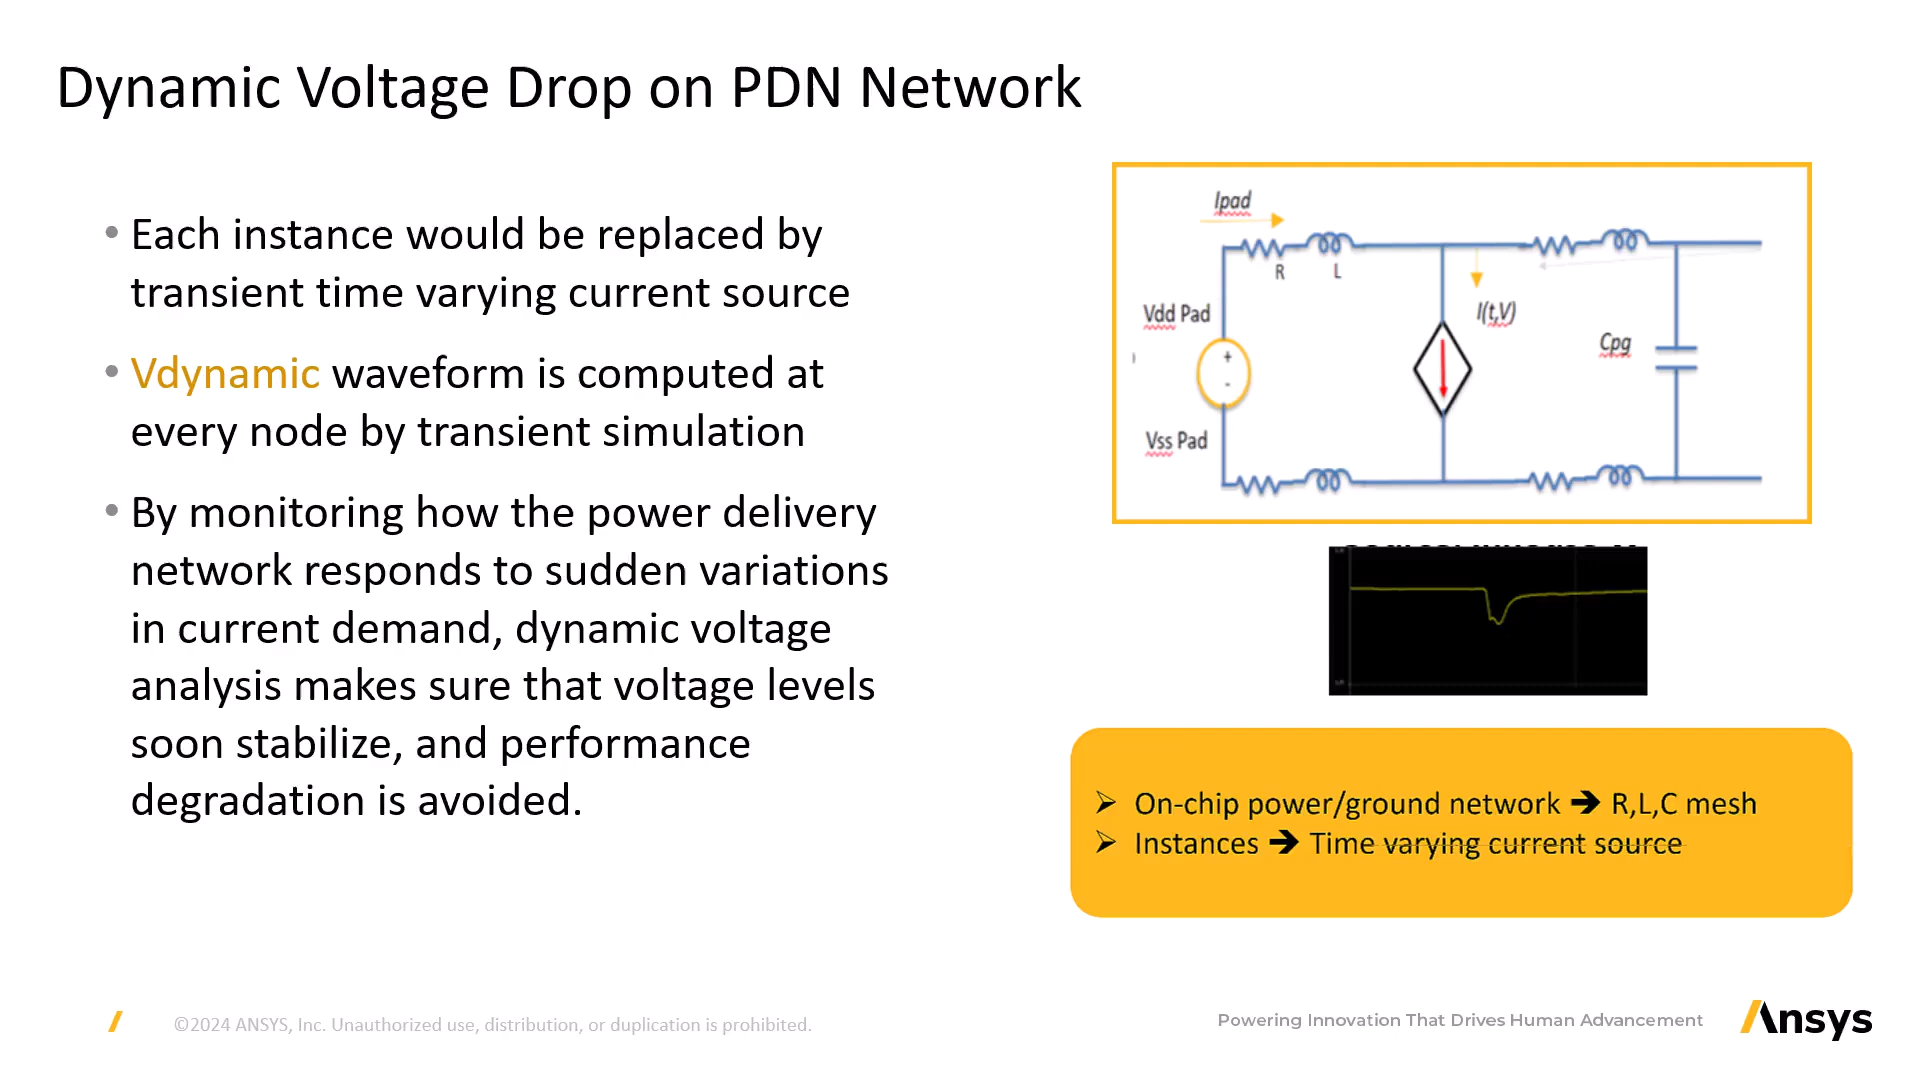 Dynamic Voltage Drop on PDN Network
• Each instance would be replaced by
transient time varying current source
• Vdynamic waveform is computed at
every node by transient simulation
• By monitoring how the power delivery
network responds to sudden variations
in current demand, dynamic voltage
analysis makes sure that voltage levels
soon stabilize, and performance
degradation is avoided.
Ipad
R
L
Vdd Pad
I(t,V)
Cpg
+
-
Vss Pad
➢ On-chip power/ground network ➔ R,L,C mesh
➢ Instances ➔ Time varying current source
©2024 ANSYS, Inc. Unauthorized use, distribution, or duplication is prohibited.
Powering Innovation That Drives Human Advancement
Ansys